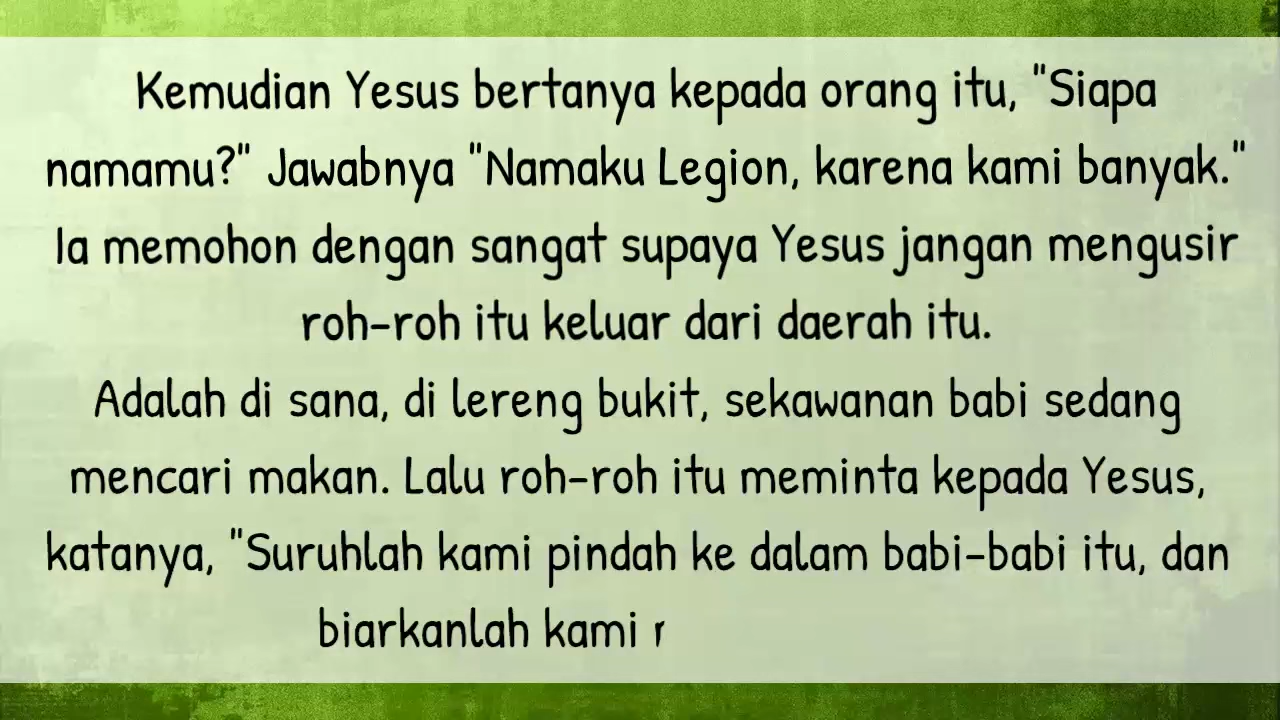 Kemudian Yesus bertanya kepada orang itu, "Siapa
namamu?" Jawabnya "Namaku Legion, karena kami banyak."
Ia memohon dengan sangat supaya Yesus jangan mengusir
roh-roh itu keluar dari daerah itu.
Adalah di sana, di lereng bukit, sekawanan babi sedang
mencari makan. Lalu roh-roh itu meminta kepada Yesus,
katanya, "Suruhlah kami pindah ke dalam babi-babi itu, dan
biarkanlah kami r